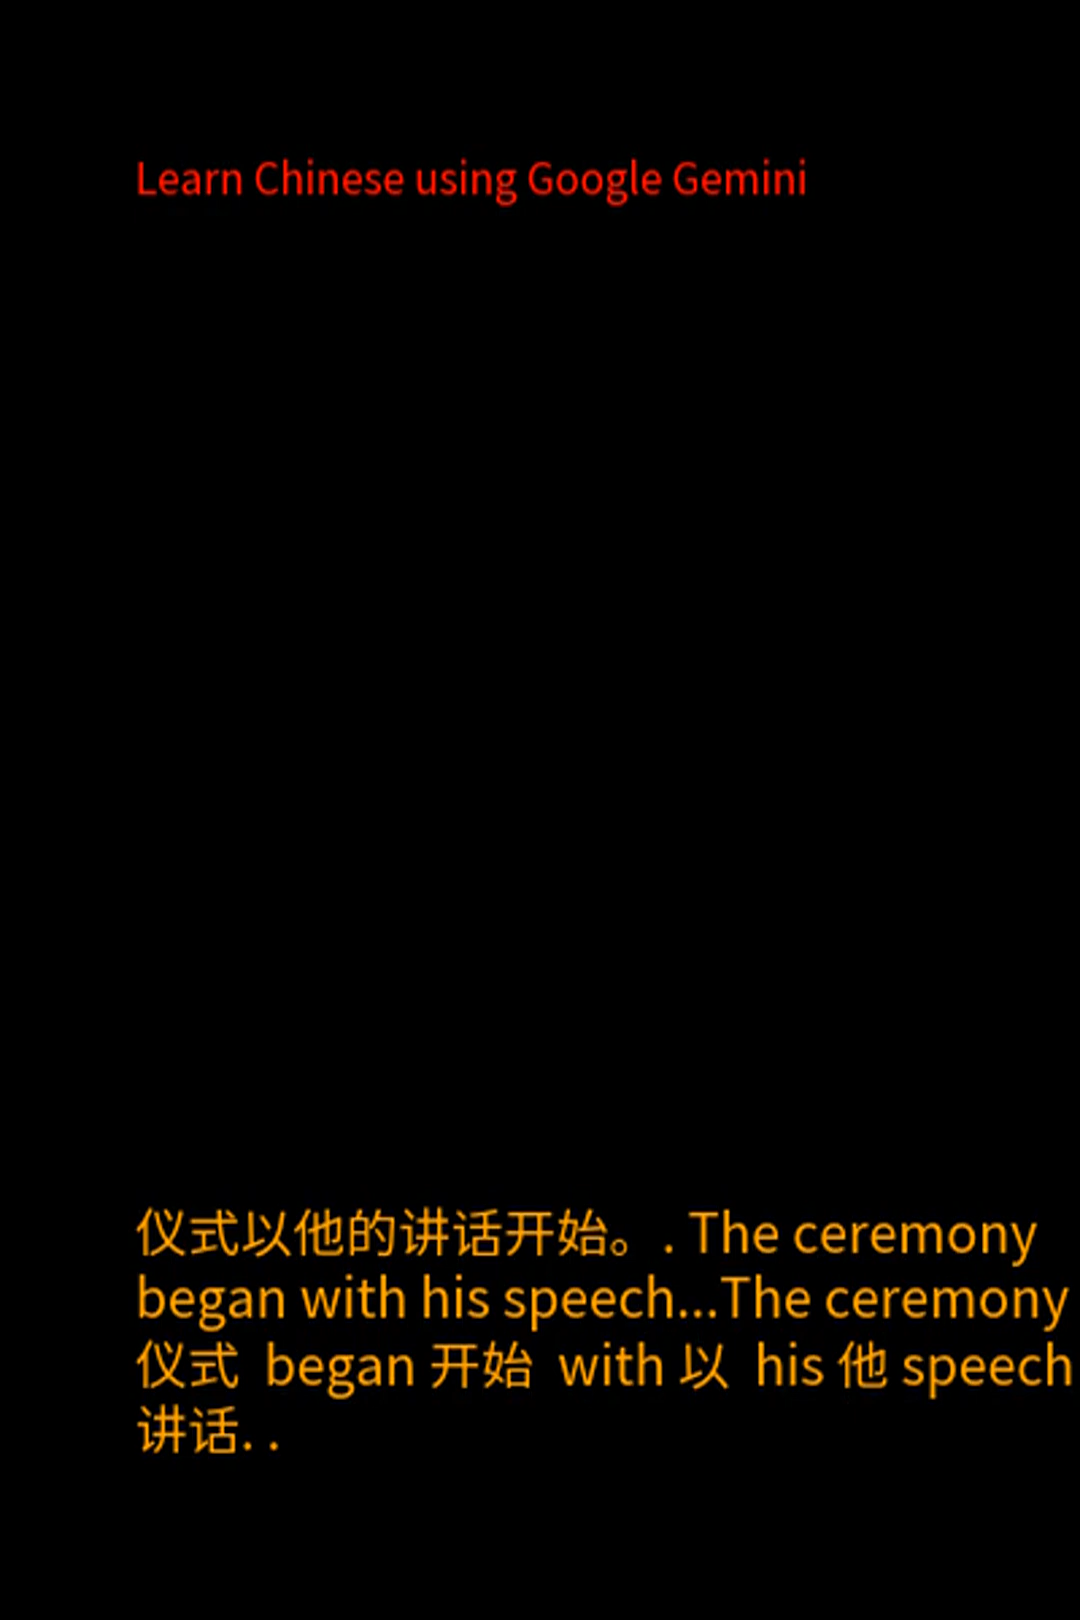 Learn Chinese using Google Gemini
仪式以他的讲话开始。. The ceremony
began with his speech...The ceremony
仪式 began 开始 with 以 his 他 speech
讲话. .